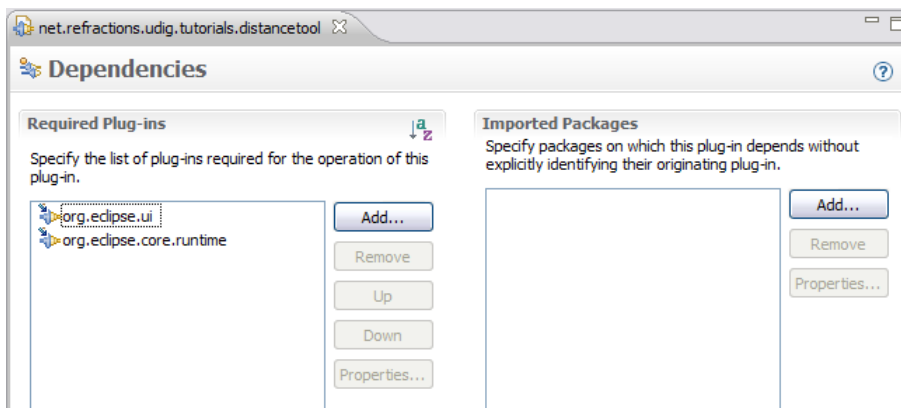 net.refractions.udig.tutorials.distancetool
Dependencies
?
Required Plug-ins
a
z
Specify the list of plug-ins required for the operation of this
plug-in.
org.eclipse.ui
org.eclipse.core.runtime
Add...
Remove
Up
Down
Properties...
Imported Packages
Specify packages on which this plug-in depends without
explicitly identifying their originating plug-in.
Add...
Remove
Properties...